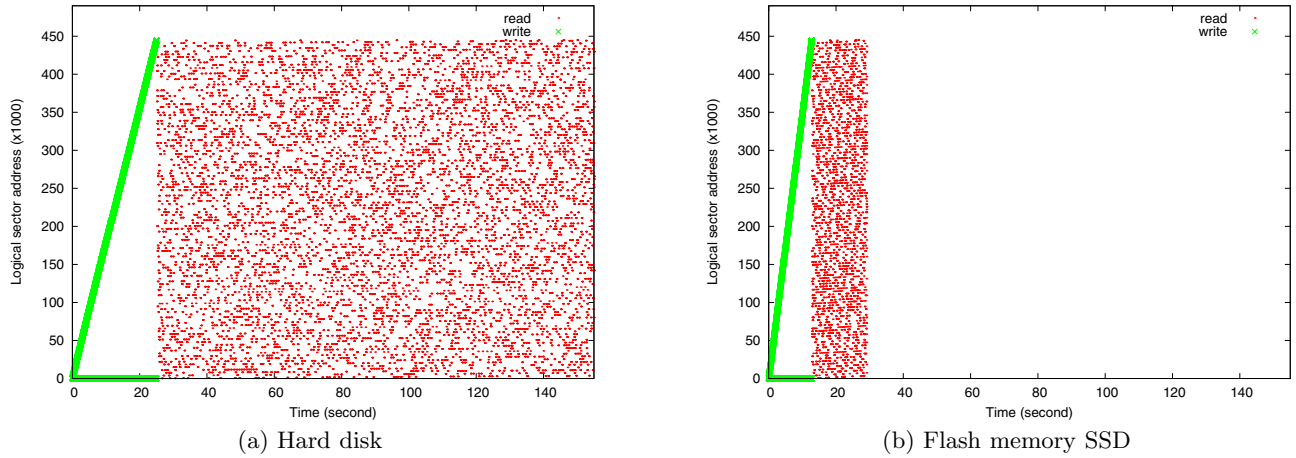 read
write
450
400
350
300
250
200
150
100
50
0
Logical sector address (x1000)
0 20 40 60 80 100 120 140
Time (second)
(a) Hard disk
read
write
450
400
350
300
250
200
150
100
50
0
Logical sector address (x1000)
0 20 40 60 80 100 120 140
Time (second)
(b) Flash memory SSD